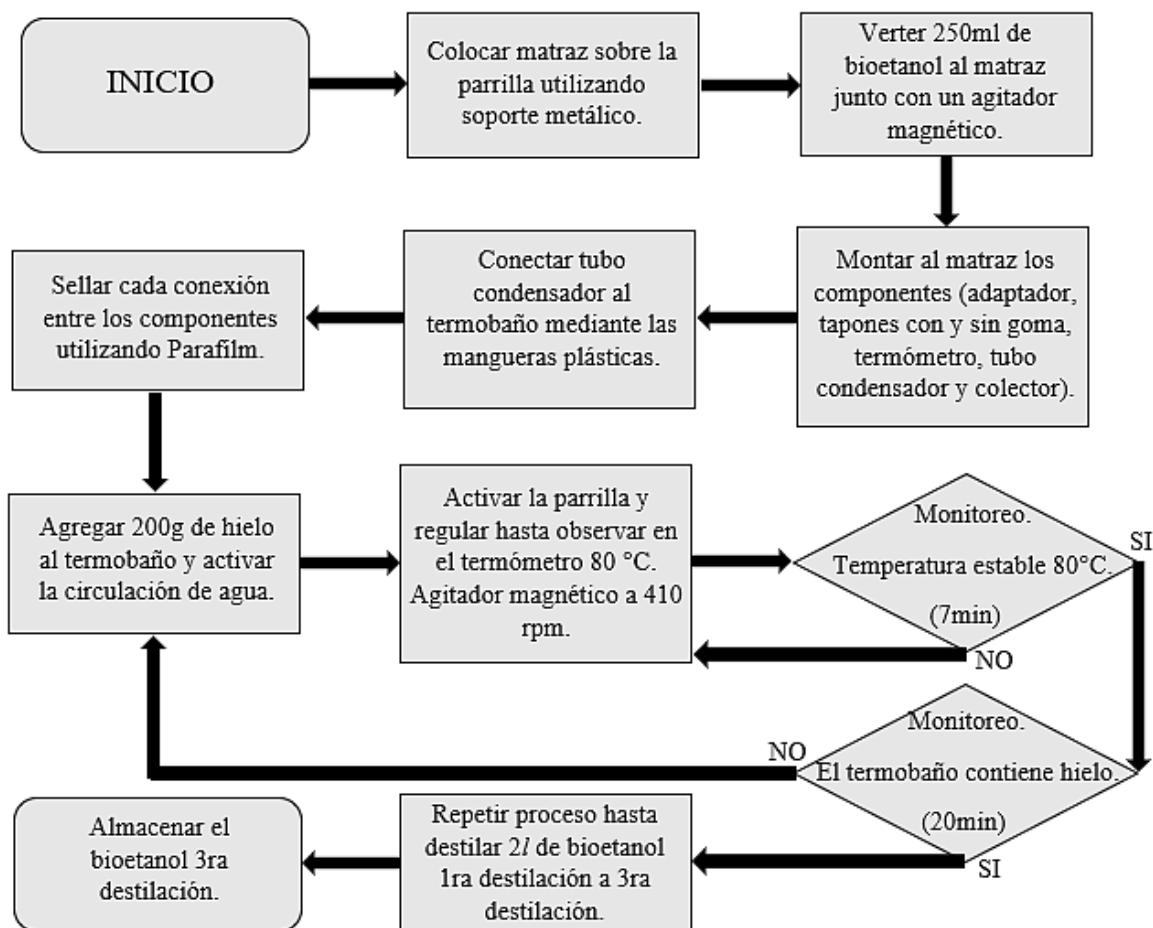 INICIO
Colocar matraz sobre la
parrilla utilizando
soporte metálico.
Verter 250ml de
bioetanol al matraz
junto con un agitador
magnético.
Montar al matraz los
componentes (adaptador,
tapones con y sin goma,
termómetro, tubo
condensador y colector).
Conectar tubo
condensador al
termobaño mediante las
mangueras plásticas.
Sellar cada conexión
entre los componentes
utilizando Parafilm.
Agregar 200g de hielo
al termobaño y activar
la circulación de agua.
Activar la parrilla y
regular hasta observar en
el termómetro 80 °C.
Agitador magnético a 410
rpm.
Monitoreo.
Temperatura estable 80°C.
(7min)
SI
NO
Monitoreo.
El termobaño contiene hielo.
(20min)
NO
SI
Repetir proceso hasta
destilar 2l de bioetanol
1ra destilación a 3ra
destilación.
Almacenar el
bioetanol 3ra
destilación.